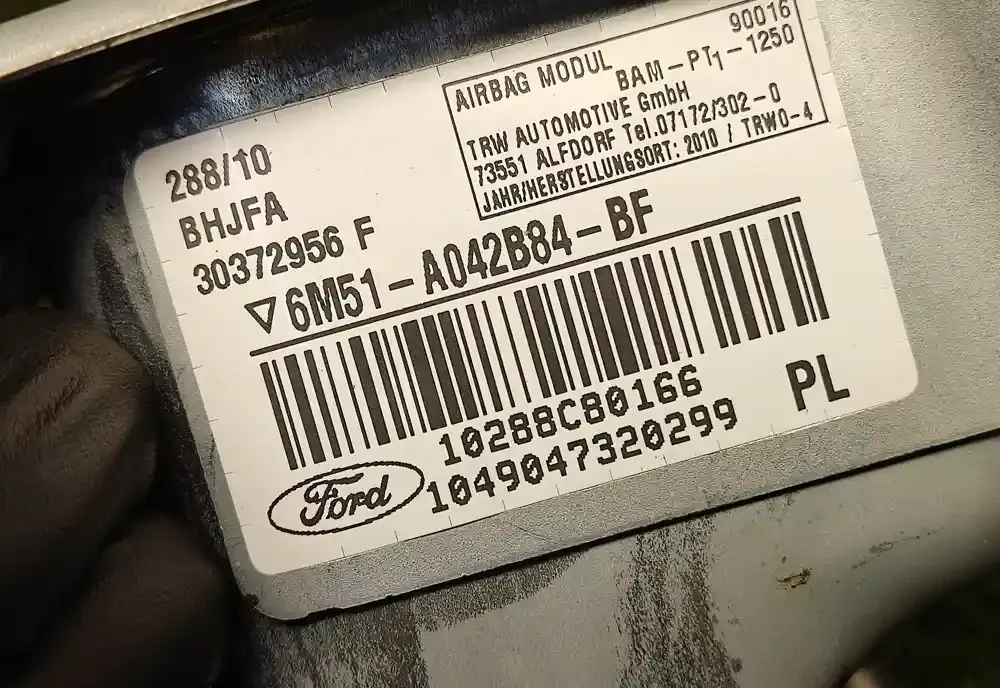 288/10
BHJFA
30372956 F
AIRBAG MODUL 90016
BAM-PT1-1250
TRW AUTOMOTIVE GmbH
73551 ALFDORF Tel.07172/302-0
JAHR/HERSTELLUNGSORT: 2010 / TRWO-4
6M51-A042B84-BF
10288C80166
1049047320299
PL
Ford